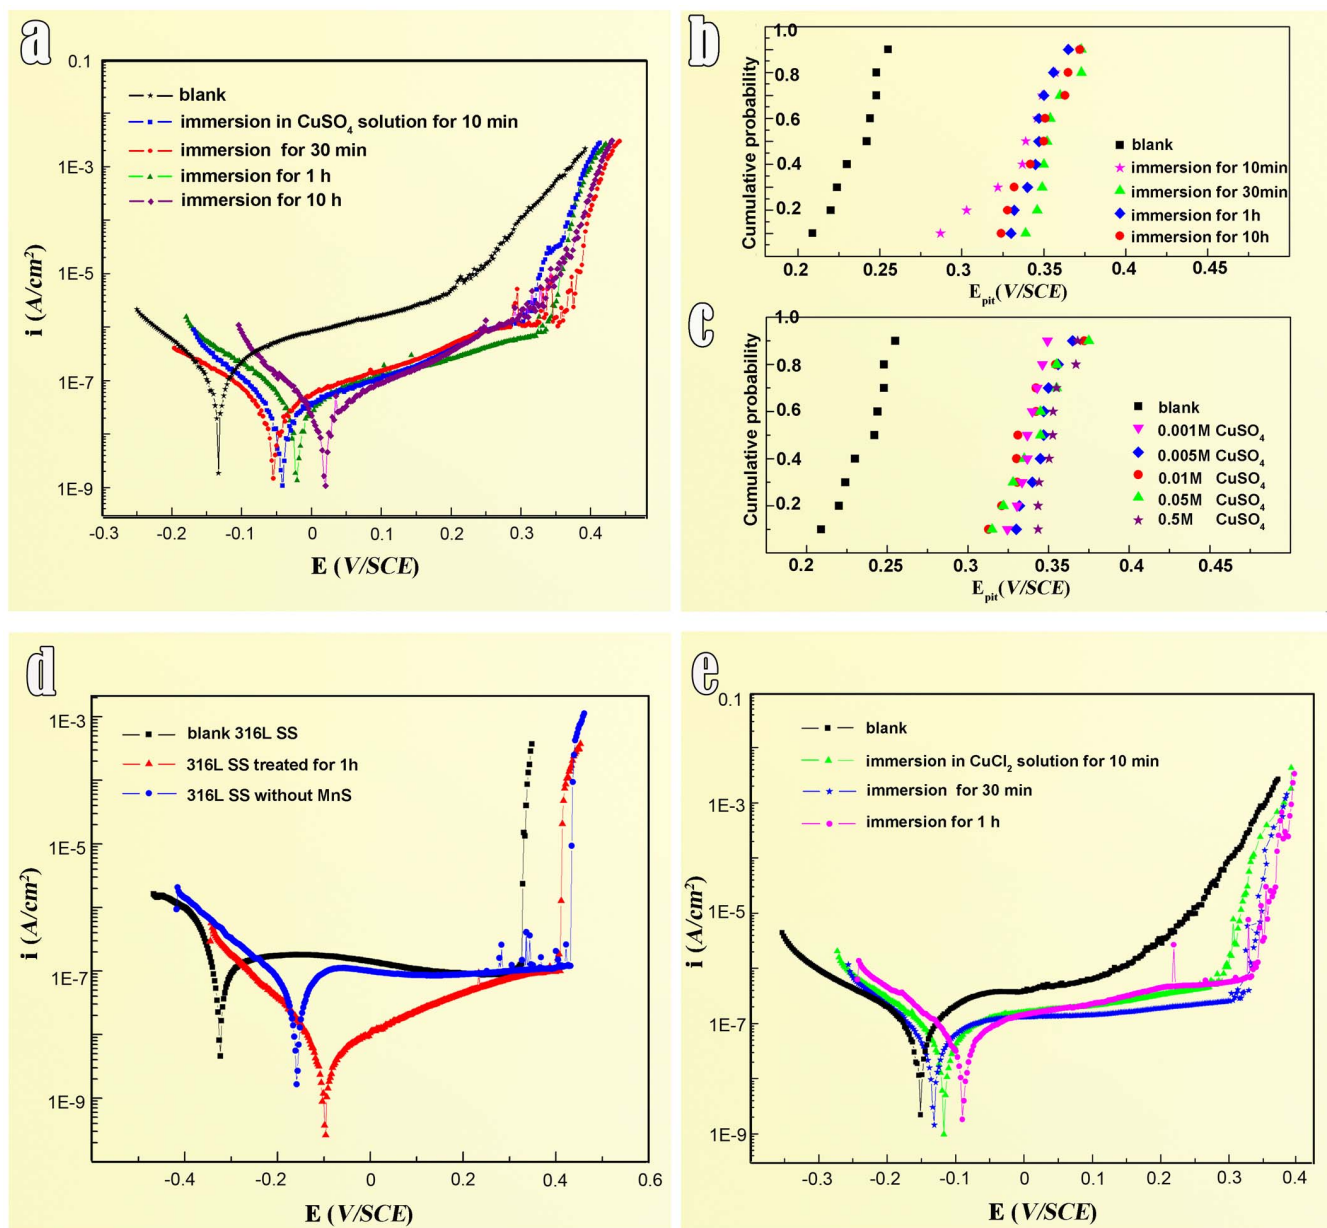 a
0.1
1E-3
1E-5
1E-7
1E-9
i (A/cm²)
blank
immersion in CuSO₄ solution for 10 min
immersion for 30 min
immersion for 1 h
immersion for 10 h
-0.3 -0.2 -0.1 0 0.1 0.2 0.3 0.4
E (V/SCE)
b
Cumulative probability
1.0
0.8
0.6
0.4
0.2
blank
immersion for 10min
immersion for 30min
immersion for 1h
immersion for 10h
0.2 0.25 0.3 0.35 0.4 0.45
Epit(V/SCE)
c
Cumulative probability
1.0
0.8
0.6
0.4
0.2
blank
0.001M CuSO₄
0.005M CuSO₄
0.01M CuSO₄
0.05M CuSO₄
0.5M CuSO₄
0.2 0.25 0.3 0.35 0.4 0.45
Epit(V/SCE)
d
1E-3
1E-5
1E-7
1E-9
i (A/cm²)
blank 316L SS
316L SS treated for 1h
316L SS without MnS
-0.4 -0.2 0 0.2 0.4 0.6
E (V/SCE)
e
0.1
1E-3
1E-5
1E-7
1E-9
i (A/cm²)
blank
immersion in CuCl₂ solution for 10 min
immersion for 30 min
immersion for 1 h
-0.3 -0.2 -0.1 0 0.1 0.2 0.3 0.4
E (V/SCE)